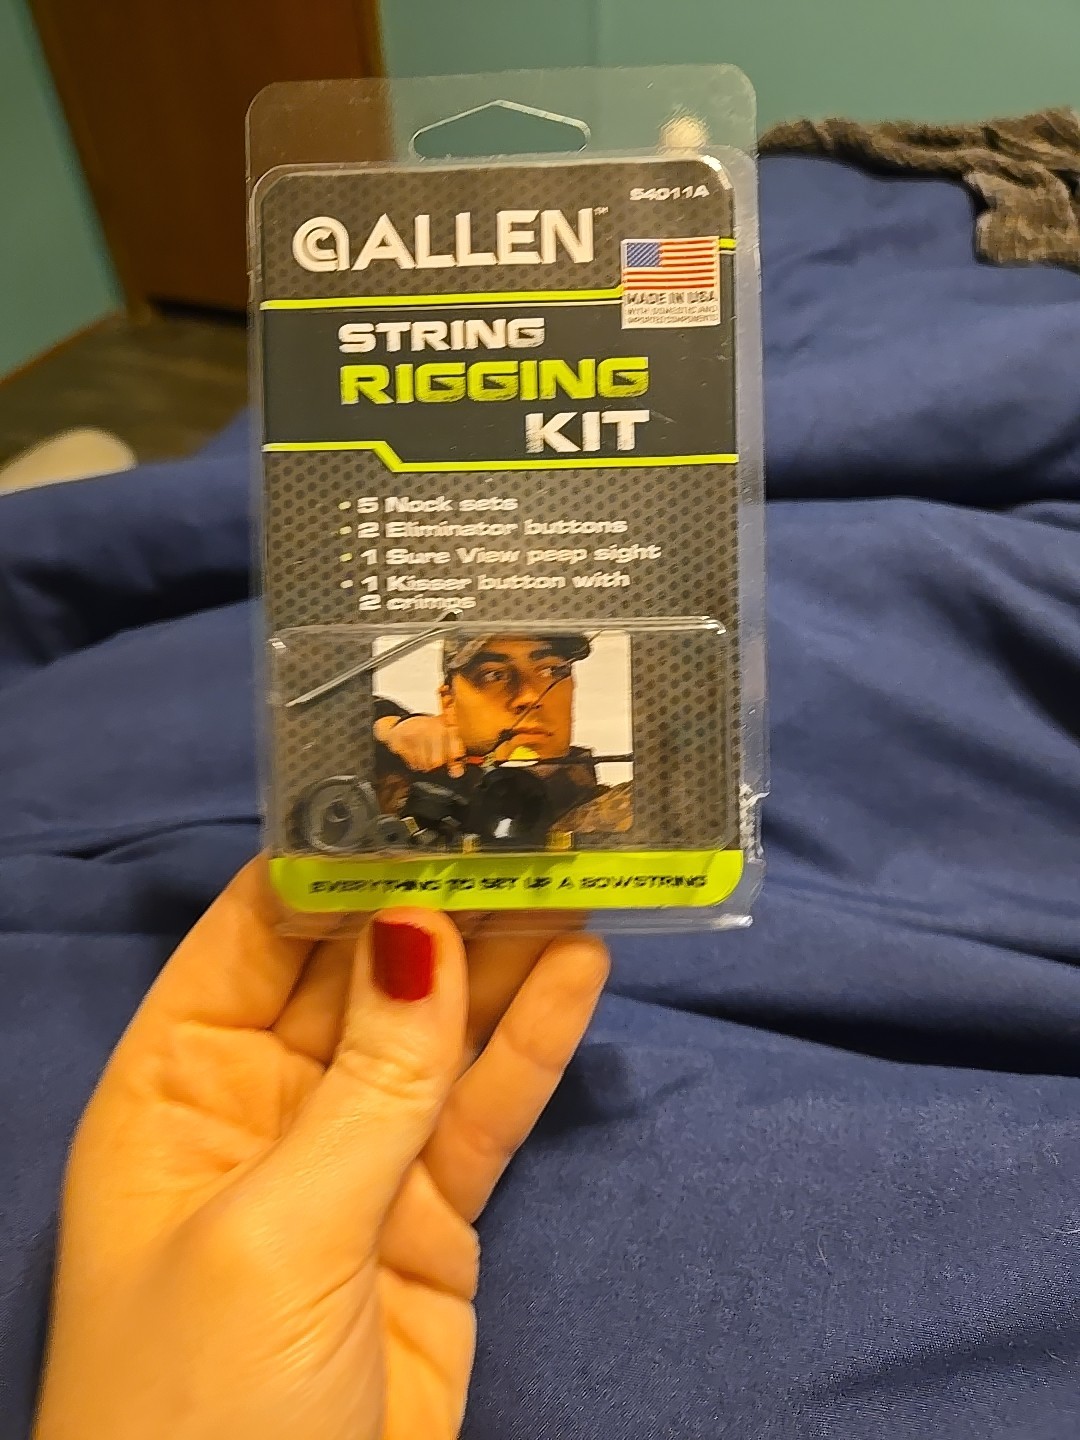 54011A
ALLEN™
MADE IN USA
WITH DOMESTIC AND
IMPORTED COMPONENTS
STRING
RIGGING
KIT
• 5 Nock sets
• 2 Eliminator buttons
• 1 Sure View peep sight
• 1 Kisser button with
2 crimps
EVERYTHING TO SET UP A BOWSTRING